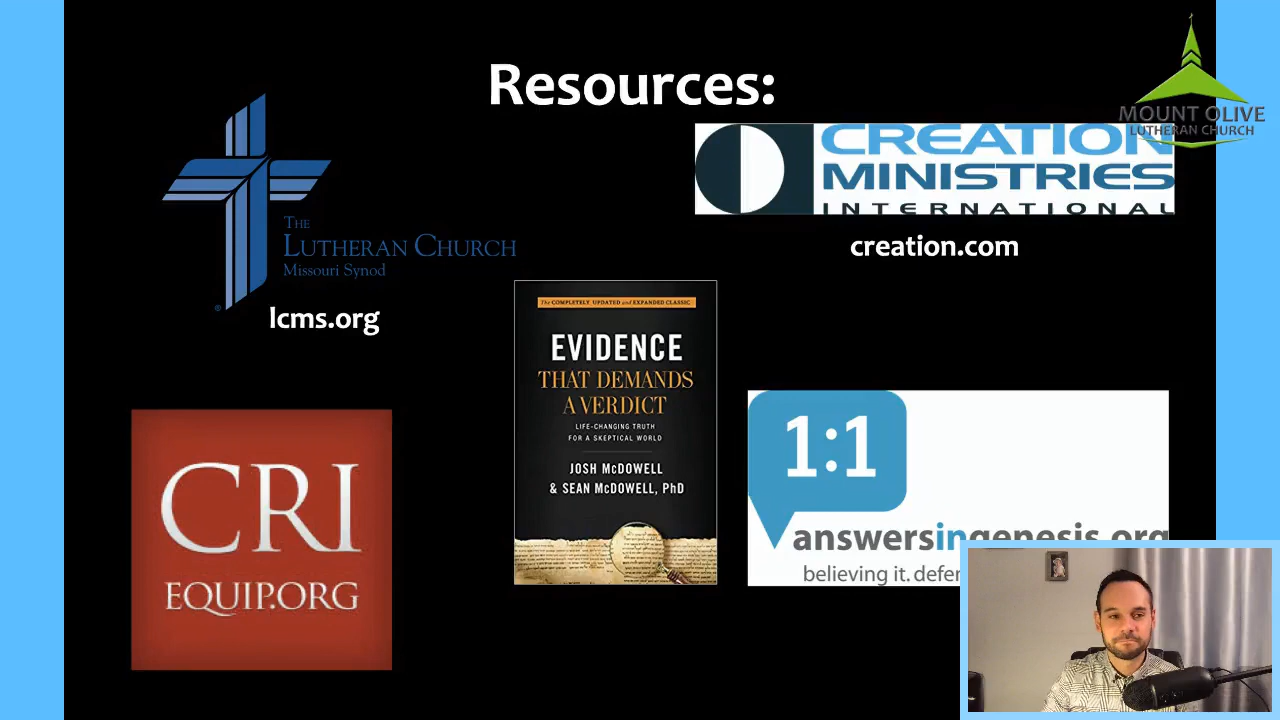 Resources:
MOUNT OLIVE
LUTHERAN CHURCH
CREATION
MINISTRIES
INTERNATIONAL
creation.com
THE
LUTHERAN CHURCH
Missouri Synod
®
lcms.org
The COMPLETELY UPDATED and EXPANDED CLASSIC
EVIDENCE
THAT DEMANDS
A VERDICT
LIFE-CHANGING TRUTH
FOR A SKEPTICAL WORLD
JOSH McDOWELL
& SEAN McDOWELL, PhD
1:1
answersingenesis.org
believing it. defen
CRI
EQUIP.ORG